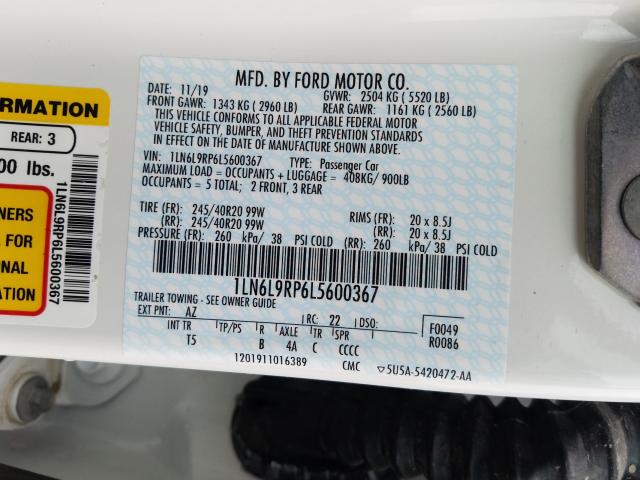 MFD. BY FORD MOTOR CO.
DATE: 11/19 GVWR: 2504 KG ( 5520 LB)
FRONT GAWR: 1343 KG ( 2960 LB) REAR GAWR: 1161 KG ( 2560 LB)
THIS VEHICLE CONFORMS TO ALL APPLICABLE FEDERAL MOTOR
VEHICLE SAFETY, BUMPER, AND THEFT PREVENTION STANDARDS
IN EFFECT ON THE DATE OF MANUFACTURE SHOWN ABOVE.
VIN: 1LN6L9RP6L5600367 TYPE: Passenger Car
MAXIMUM LOAD = OCCUPANTS + LUGGAGE = 408KG/ 900LB
OCCUPANTS = 5 TOTAL; 2 FRONT, 3 REAR
TIRE (FR): 245/40R20 99W RIMS (FR): 20 x 8.5J
(RR): 245/40R20 99W (RR): 20 x 8.5J
PRESSURE (FR): 260 kPa/ 38 PSI COLD (RR): 260 kPa/ 38 PSI COLD
1LN6L9RP6L5600367
TRAILER TOWING - SEE OWNER GUIDE
EXT PNT: AZ RC: 22 DSO: F0049
INT TR TP/PS R AXLE TR SPR R0086
T5 B 4A C CCCC
1201911016389 CMC ▽5U5A-5420472-AA
ORMATION
REAR: 3
00 lbs.
NERS
FOR
ONAL
ION
1LN6L9RP6L5600367